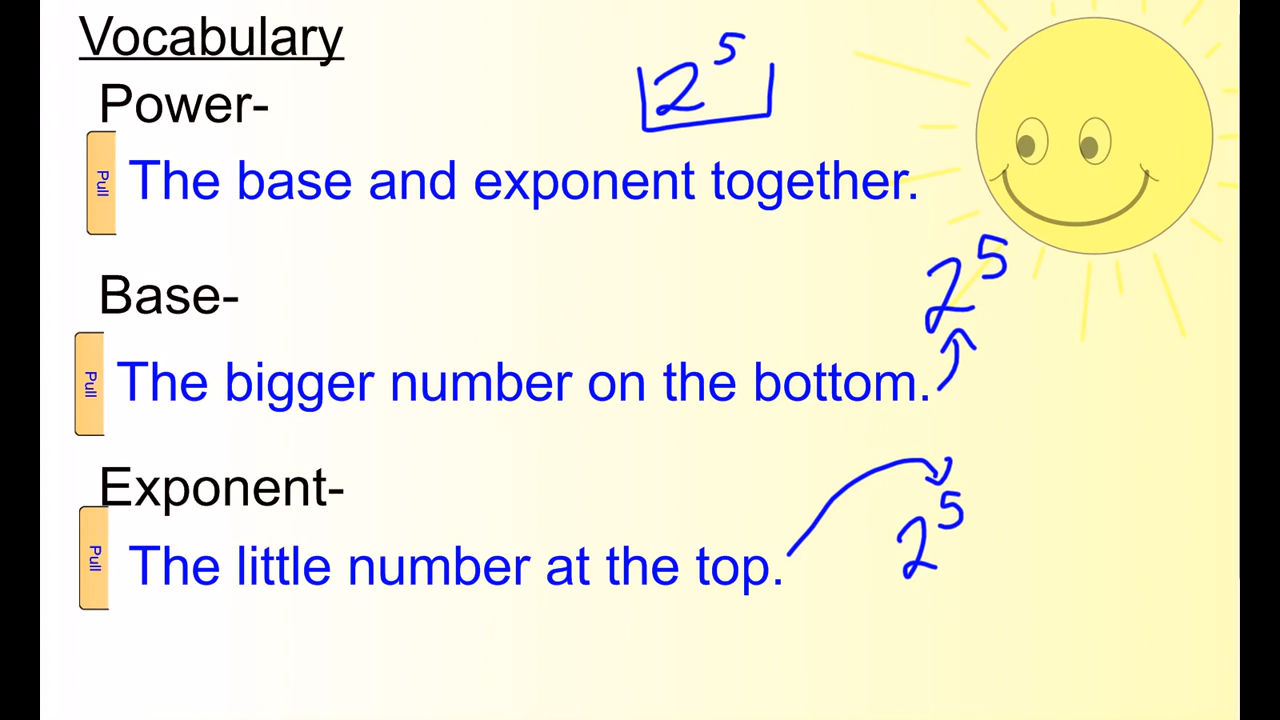 Vocabulary
2^5
Power-
Pull
The base and exponent together.
2^5
Base-
Pull
The bigger number on the bottom.
Exponent-
2^5
Pull
The little number at the top.